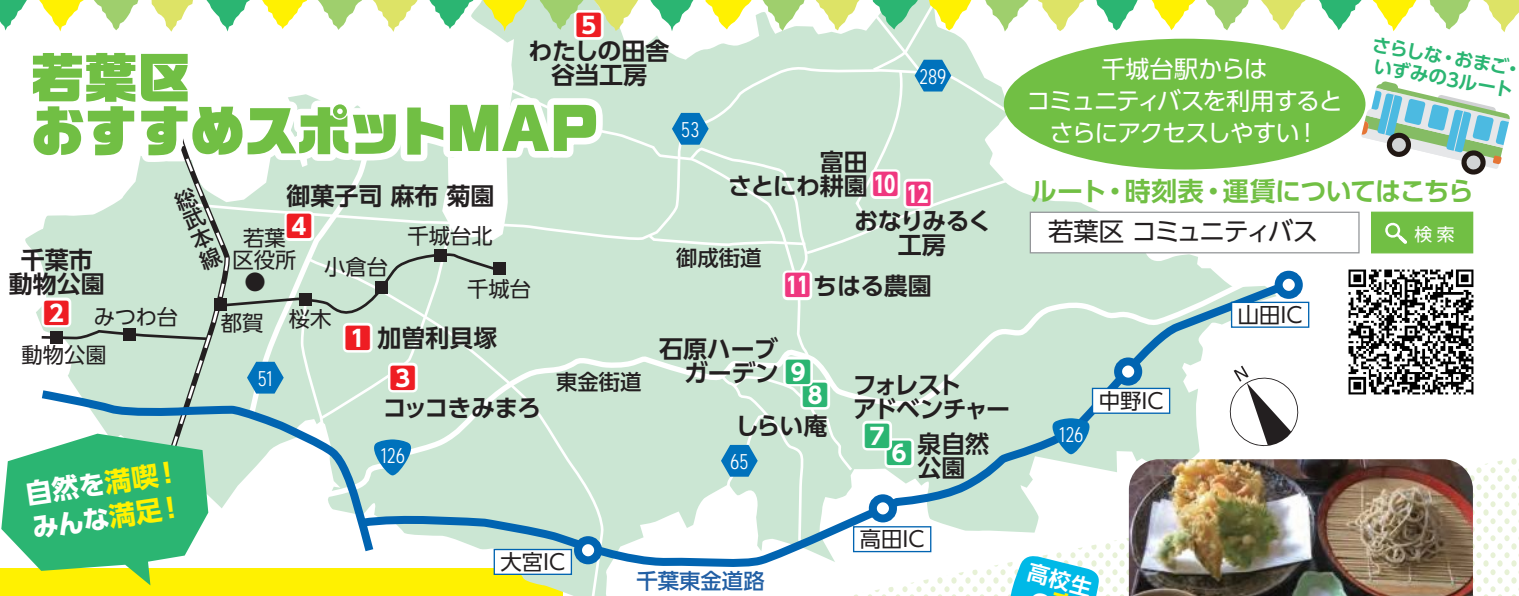 若葉区
おすすめスポットMAP
5
わたしの田舎
谷当工房
289
53
千城台駅からは
コミュニティバスを利用すると
さらにアクセスしやすい！
さらしな・おまご・
いずみの3ルート
ルート・時刻表・運賃についてはこちら
若葉区 コミュニティバス
検索
総武本線
御菓子司 麻布 菊園
4
若葉
区役所
千葉市
動物公園
2
みつわ台
動物公園
都賀
桜木
小倉台
千城台北
千城台
1 加曽利貝塚
3
コッコきみまろ
51
126
富田
さとにわ耕園 10
12
おなりみるく
工房
御成街道
11 ちはる農園
東金街道
石原ハーブ
ガーデン 9
8
しらい庵
フォレスト
アドベンチャー
7
6 泉自然
公園
65
126
山田IC
中野IC
高田IC
大宮IC
千葉東金道路
N
自然を満喫！
みんな満足！
高校生